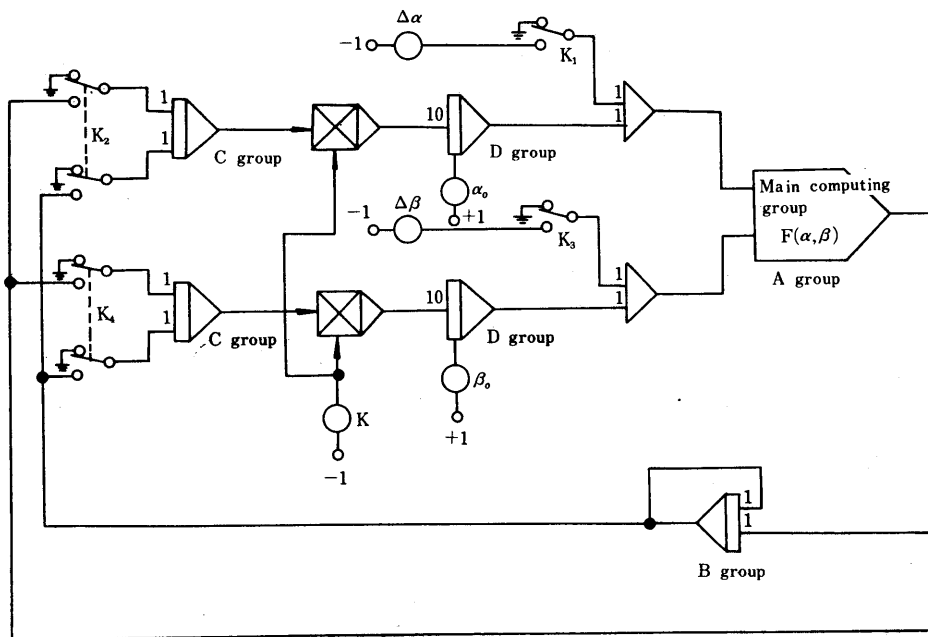 Δα
−1
K₁
1
1
K₂
1
1
C group
10
D group
α₀
+1
Δβ
−1
K₃
1
1
Main computing
group
F(α,β)
A group
K₄
1
1
C group
10
D group
β₀
+1
K
−1
1
1
B group